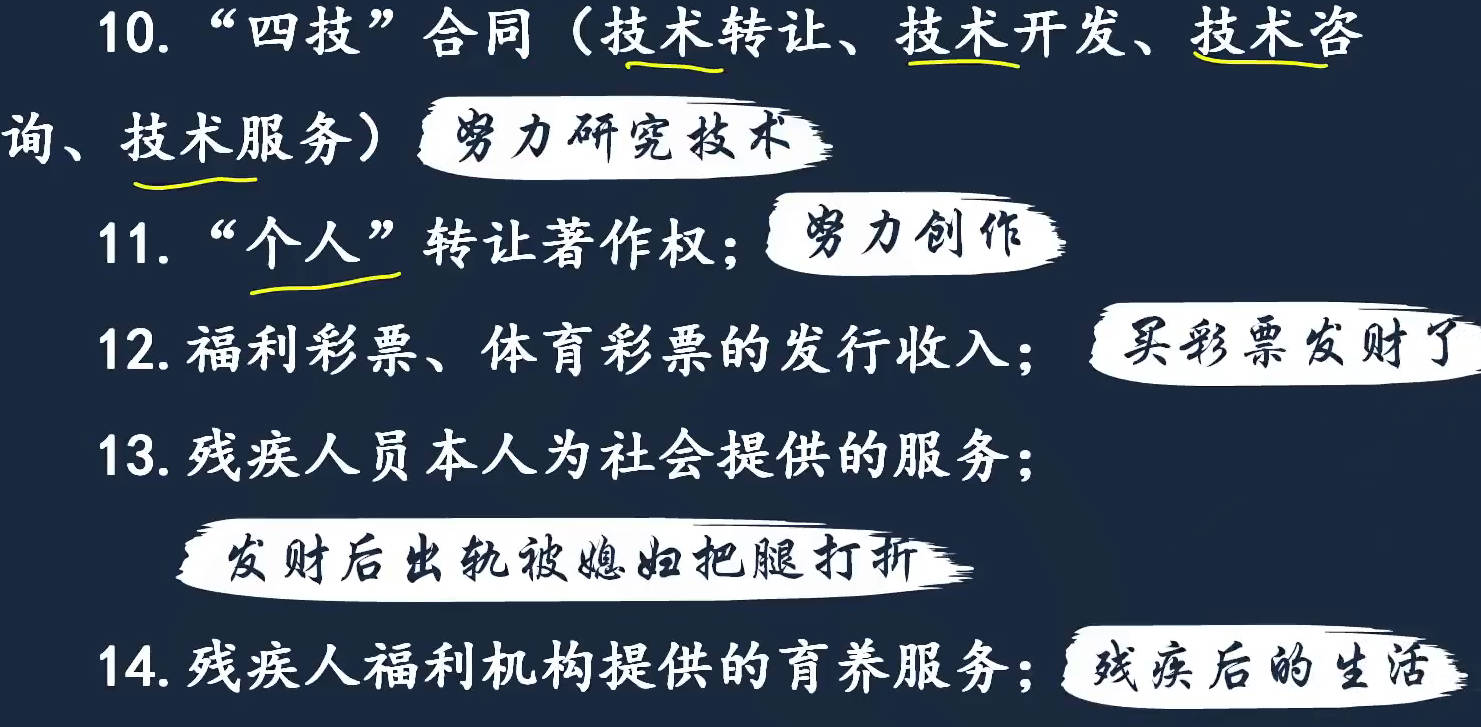 10. “四技”合同（技术转让、技术开发、技术咨
询、技术服务） 努力研究技术
11. “个人”转让著作权； 努力创作
12. 福利彩票、体育彩票的发行收入； 买彩票发财了
13. 残疾人员本人为社会提供的服务；
发财后出轨被媳妇把腿打折
14. 残疾人福利机构提供的育养服务； 残疾后的生活